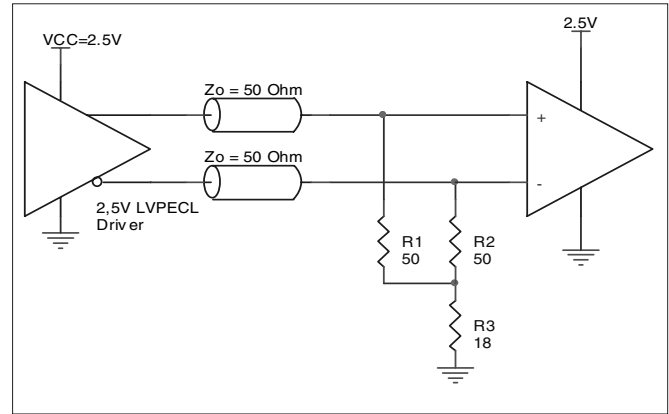 2.5V
VCC=2.5V
Zo = 50 Ohm
+
Zo = 50 Ohm
-
2,5V LVPECL
Driver
R1
50
R2
50
R3
18